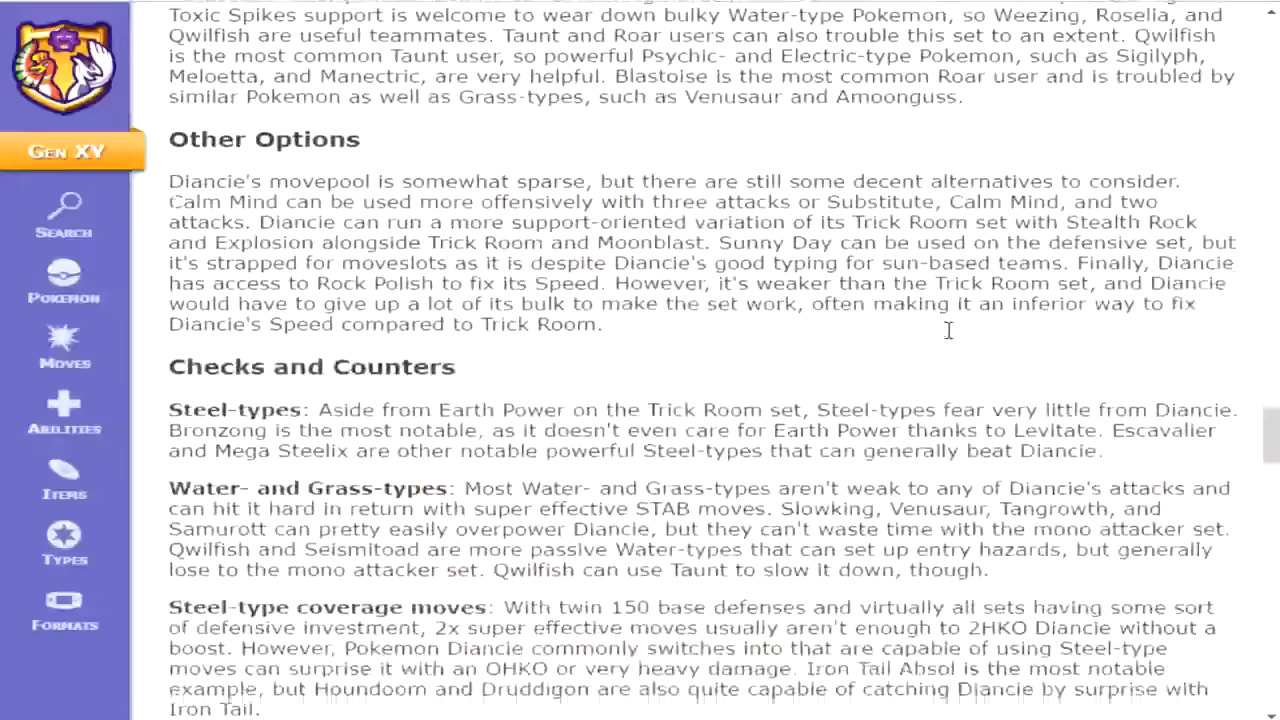 Toxic Spikes support is welcome to wear down bulky Water-type Pokemon, so Weezing, Roselia, and
Qwilfish are useful teammates. Taunt and Roar users can also trouble this set to an extent. Qwilfish
is the most common Taunt user, so powerful Psychic- and Electric-type Pokemon, such as Sigilyph,
Meloetta, and Manectric, are very helpful. Blastoise is the most common Roar user and is troubled by
similar Pokemon as well as Grass-types, such as Venusaur and Amoonguss.
Other Options
Diancie's movepool is somewhat sparse, but there are still some decent alternatives to consider.
Calm Mind can be used more offensively with three attacks or Substitute, Calm Mind, and two
attacks. Diancie can run a more support-oriented variation of its Trick Room set with Stealth Rock
and Explosion alongside Trick Room and Moonblast. Sunny Day can be used on the defensive set, but
it's strapped for moveslots as it is despite Diancie's good typing for sun-based teams. Finally, Diancie
has access to Rock Polish to fix its Speed. However, it's weaker than the Trick Room set, and Diancie
would have to give up a lot of its bulk to make the set work, often making it an inferior way to fix
Diancie's Speed compared to Trick Room.
Checks and Counters
Steel-types: Aside from Earth Power on the Trick Room set, Steel-types fear very little from Diancie.
Bronzong is the most notable, as it doesn't even care for Earth Power thanks to Levitate. Escavalier
and Mega Steelix are other notable powerful Steel-types that can generally beat Diancie.
Water- and Grass-types: Most Water- and Grass-types aren't weak to any of Diancie's attacks and
can hit it hard in return with super effective STAB moves. Slowking, Venusaur, Tangrowth, and
Samurott can pretty easily overpower Diancie, but they can't waste time with the mono attacker set.
Qwilfish and Seismitoad are more passive Water-types that can set up entry hazards, but generally
lose to the mono attacker set. Qwilfish can use Taunt to slow it down, though.
Steel-type coverage moves: With twin 150 base defenses and virtually all sets having some sort
of defensive investment, 2x super effective moves usually aren't enough to 2HKO Diancie without a
boost. However, Pokemon Diancie commonly switches into that are capable of using Steel-type
moves can surprise it with an OHKO or very heavy damage. Iron Tail Absol is the most notable
example, but Houndoom and Druddigon are also quite capable of catching Diancie by surprise with
Iron Tail.
GEN XY
SEARCH
POKEMON
MOVES
ABILITIES
ITEMS
TYPES
FORMATS